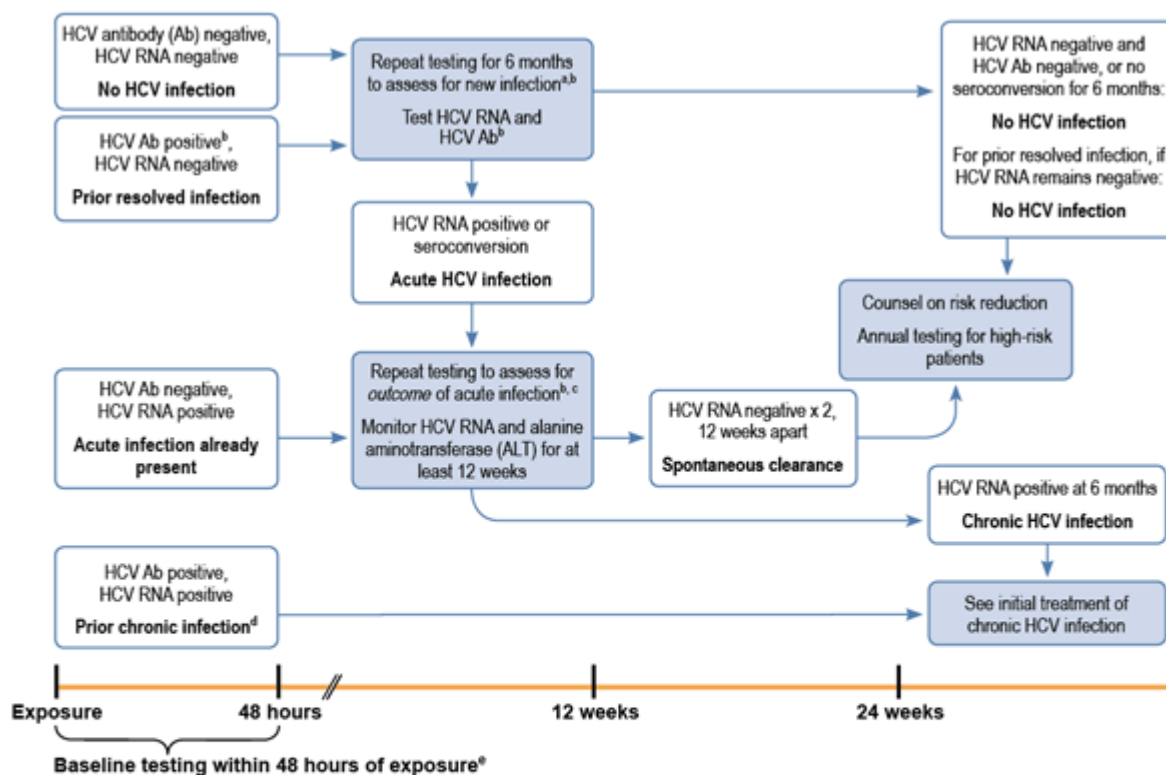 HCV antibody (Ab) negative,
HCV RNA negative
No HCV infection
HCV Ab positiveᵇ,
HCV RNA negative
Prior resolved infection
Repeat testing for 6 months
to assess for new infectionᵃ,ᵇ
Test HCV RNA and
HCV Abᵇ
HCV RNA negative and
HCV Ab negative, or no
seroconversion for 6 months:
No HCV infection
For prior resolved infection, if
HCV RNA remains negative:
No HCV infection
HCV RNA positive or
seroconversion
Acute HCV infection
Counsel on risk reduction
Annual testing for high-risk
patients
HCV Ab negative,
HCV RNA positive
Acute infection already
present
Repeat testing to assess for
outcome of acute infectionᵇ, ᶜ
Monitor HCV RNA and alanine
aminotransferase (ALT) for at
least 12 weeks
HCV RNA negative x 2,
12 weeks apart
Spontaneous clearance
HCV RNA positive at 6 months
Chronic HCV infection
HCV Ab positive,
HCV RNA positive
Prior chronic infectionᵈ
See initial treatment of
chronic HCV infection
Exposure 48 hours 12 weeks 24 weeks
Baseline testing within 48 hours of exposureᵉ